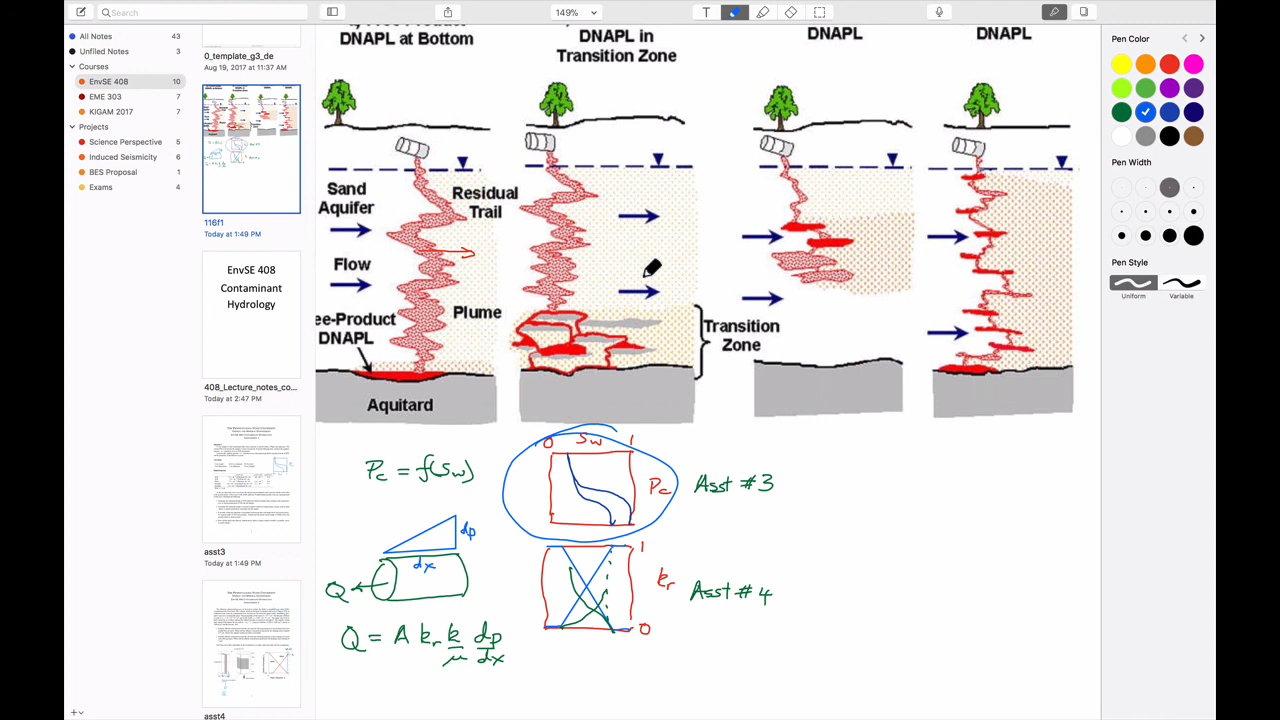 Search
149%
T
All Notes 43
Unfiled Notes 3
Courses
EnvSE 408 10
EME 303 7
KIGAM 2017 7
Projects
Science Perspective 5
Induced Seismicity 6
BES Proposal 1
Exams 4
0_template_g3_de
Aug 19, 2017 at 11:37 AM
116f1
Today at 1:49 PM
EnvSE 408
Contaminant
Hydrology
408_Lecture_notes_co...
Today at 2:47 PM
asst3
Today at 1:49 PM
asst4
DNAPL at Bottom
DNAPL in
Transition Zone
DNAPL
DNAPL
Sand
Aquifer
Residual
Trail
Flow
Plume
ee-Product
DNAPL
Transition
Zone
Aquitard
Pc = f(Sw)
0 Sw 1
Pc
Asst #3
dp
dx
Q
1
kr
0
Asst #4
Q = A kr k/μ dp/dx
Pen Color
Pen Width
Pen Style
Uniform
Variable